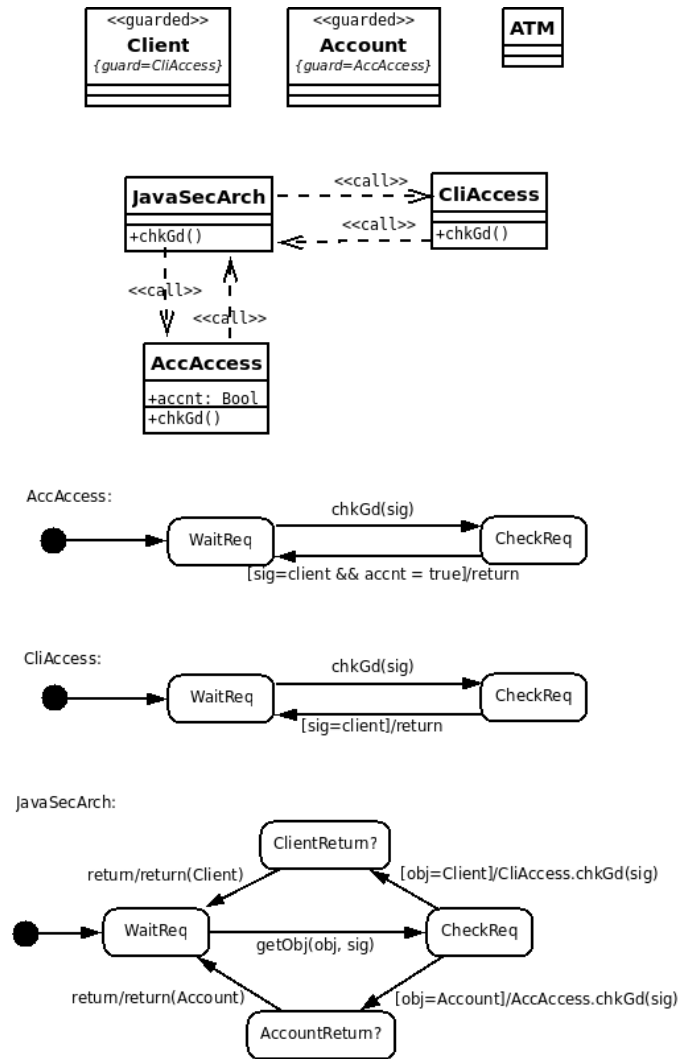 <<guarded>>
Client
{guard=CliAccess}
<<guarded>>
Account
{guard=AccAccess}
ATM
JavaSecArch
+chkGd()
<<call>>
<<call>>
CliAccess
+chkGd()
<<call>>
<<call>>
AccAccess
+accnt: Bool
+chkGd()
AccAccess:
WaitReq
chkGd(sig)
CheckReq
[sig=client && accnt = true]/return
CliAccess:
WaitReq
chkGd(sig)
CheckReq
[sig=client]/return
JavaSecArch:
ClientReturn?
return/return(Client)
[obj=Client]/CliAccess.chkGd(sig)
WaitReq
getObj(obj, sig)
CheckReq
return/return(Account)
[obj=Account]/AccAccess.chkGd(sig)
AccountReturn?